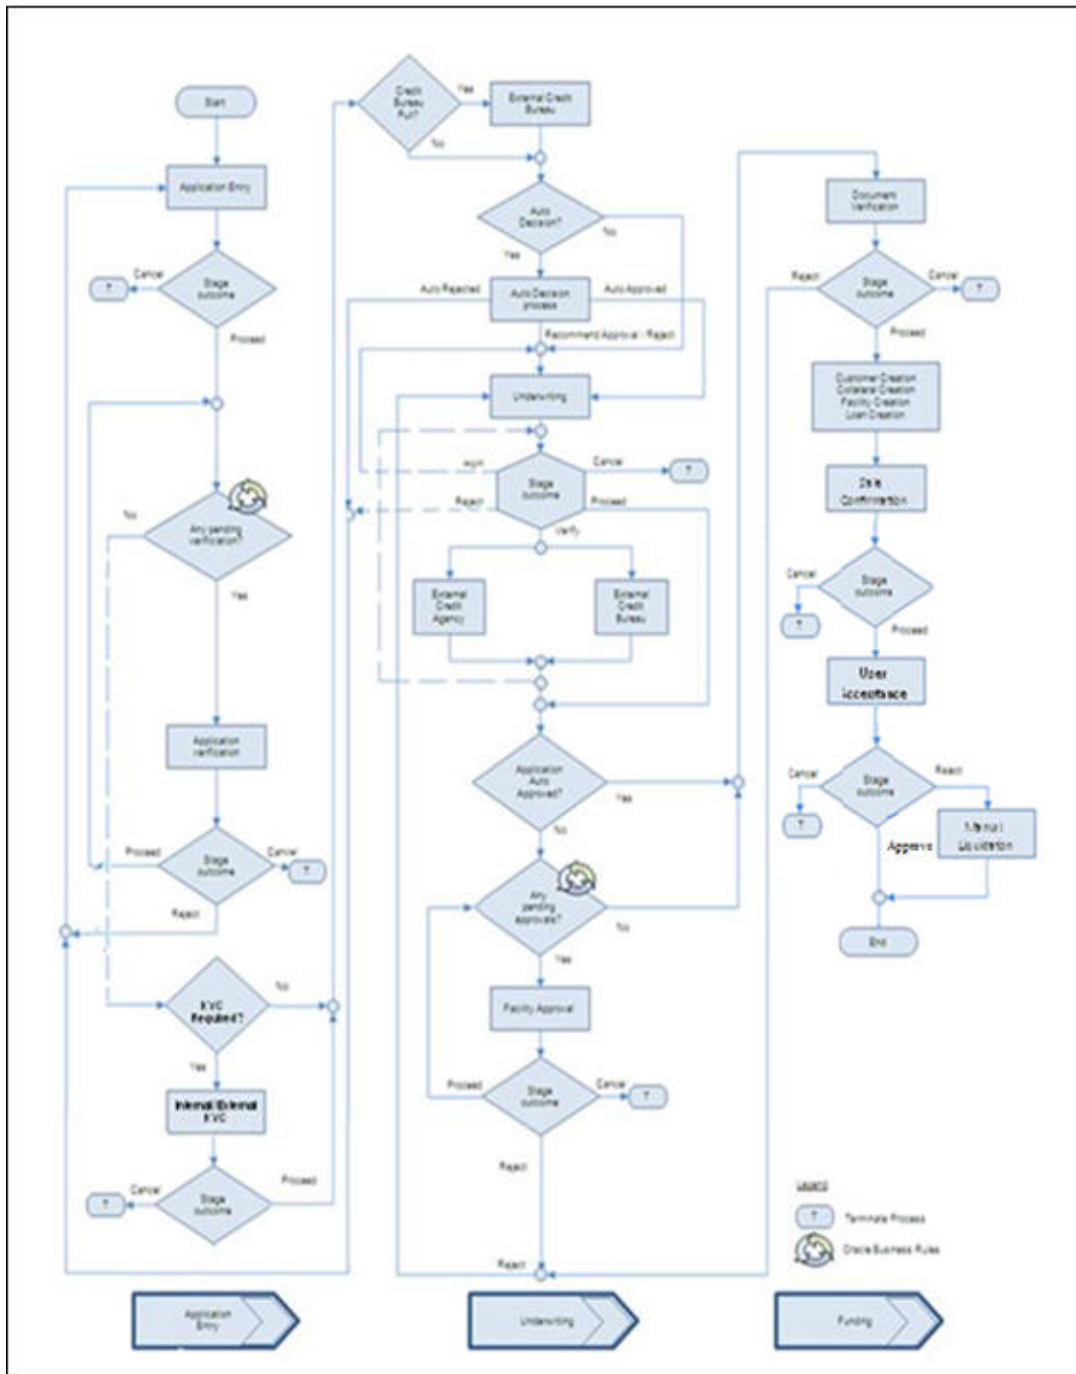 Start
Application Entry
Cancel
T
Stage
outcome
Proceed
No
Any pending
verification?
Yes
Application
verification
Proceed
Stage
outcome
Cancel
T
Reject
KYC
Required?
No
Yes
Internal/External
KYC
Cancel
T
Stage
outcome
Proceed
Credit
Bureau
Pull?
Yes
External Credit
Bureau
No
Auto
Decision?
No
Yes
Auto Rejected
Auto Decision
process
Auto Approved
Recommend Approval / Reject
Underwriting
Stage
outcome
Cancel
T
Reject
Proceed
Verify
External
Credit
Agency
External
Credit
Bureau
Application
Auto
Approved?
Yes
No
Any
pending
approvals?
No
Yes
Facility Approval
Proceed
Stage
outcome
Cancel
T
Reject
Reject
Document
Verification
Reject
Stage
outcome
Cancel
T
Proceed
Customer Creation
Collateral Creation
Facility Creation
Loan Creation
Confirmation
Cancel
T
Stage
outcome
Proceed
User
Acceptance
Cancel
T
Stage
outcome
Reject
Approve
Manual
Liquidation
End
Legend
T
Terminate Process
Oracle Business Rules
Application
Entry
Underwriting
Funding